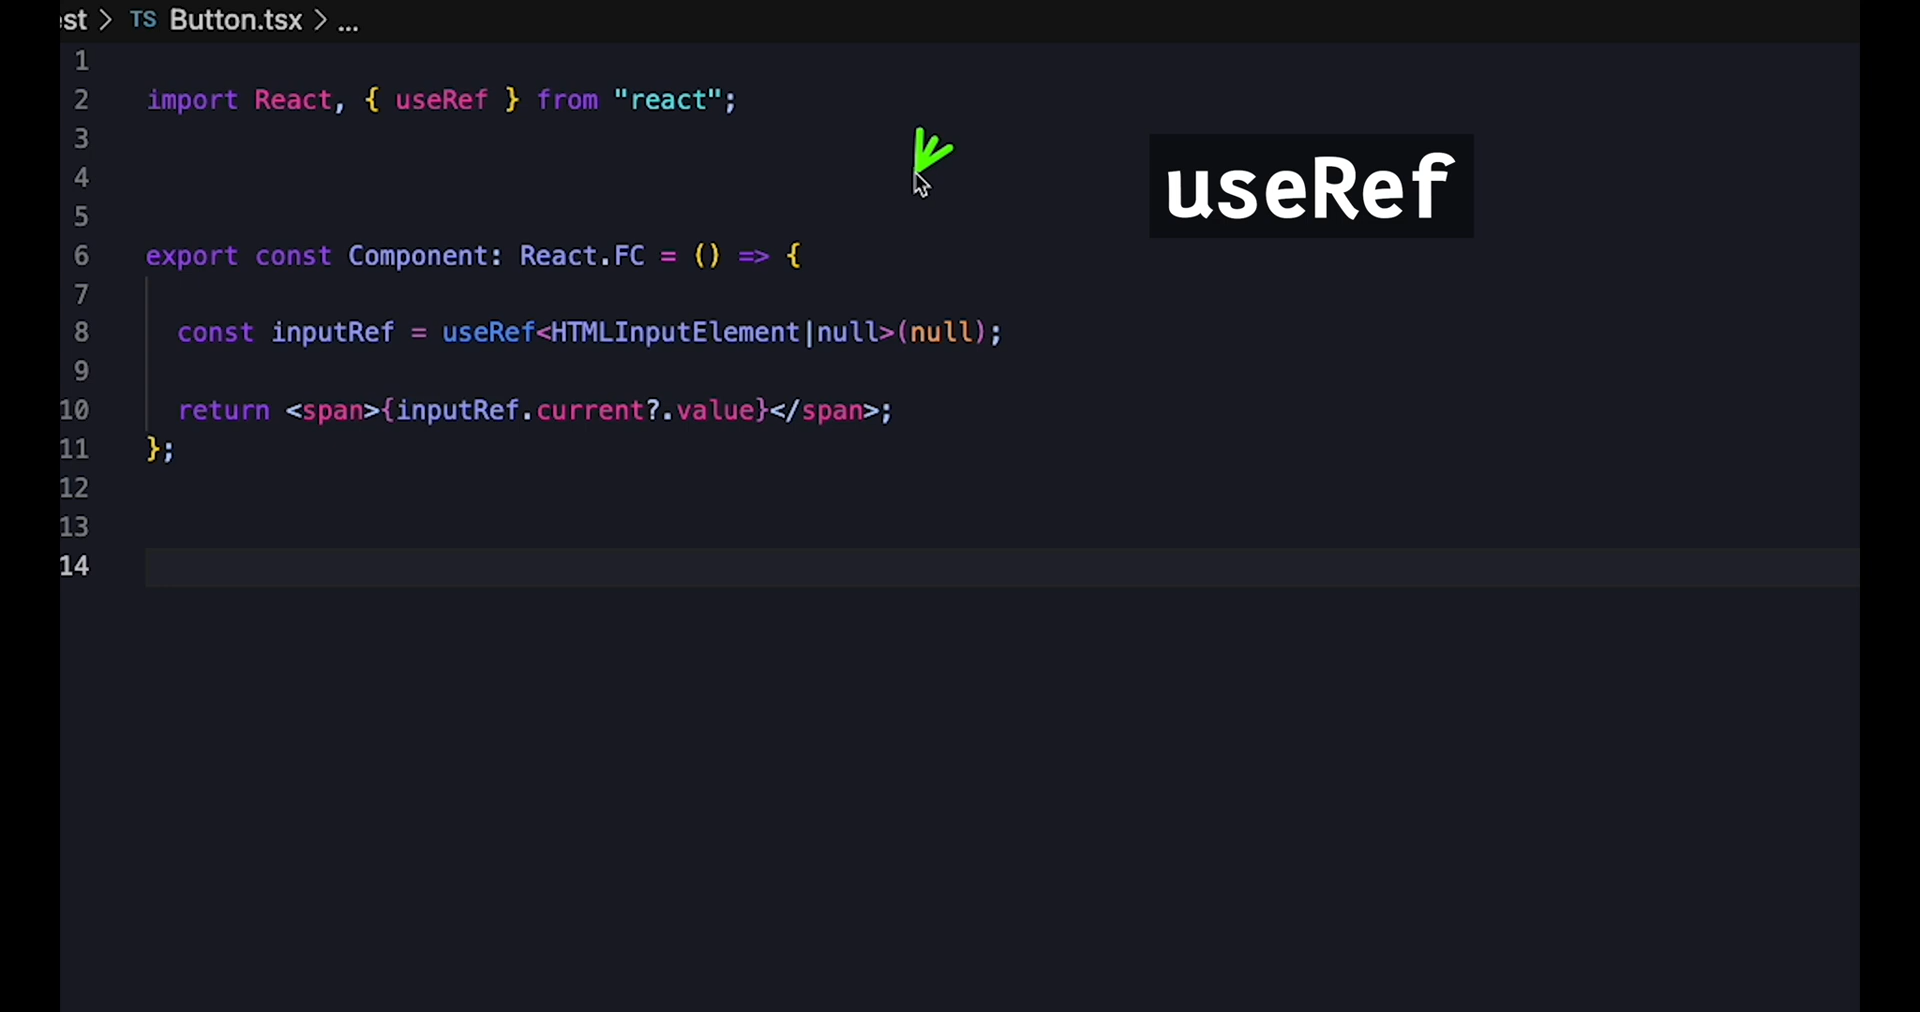 est > TS Button.tsx > ...
1
2 import React, { useRef } from "react";
3
4
useRef
5
6 export const Component: React.FC = () => {
7
8 const inputRef = useRef<HTMLInputElement|null>(null);
9
10 return <span>{inputRef.current?.value}</span>;
11 };
12
13
14